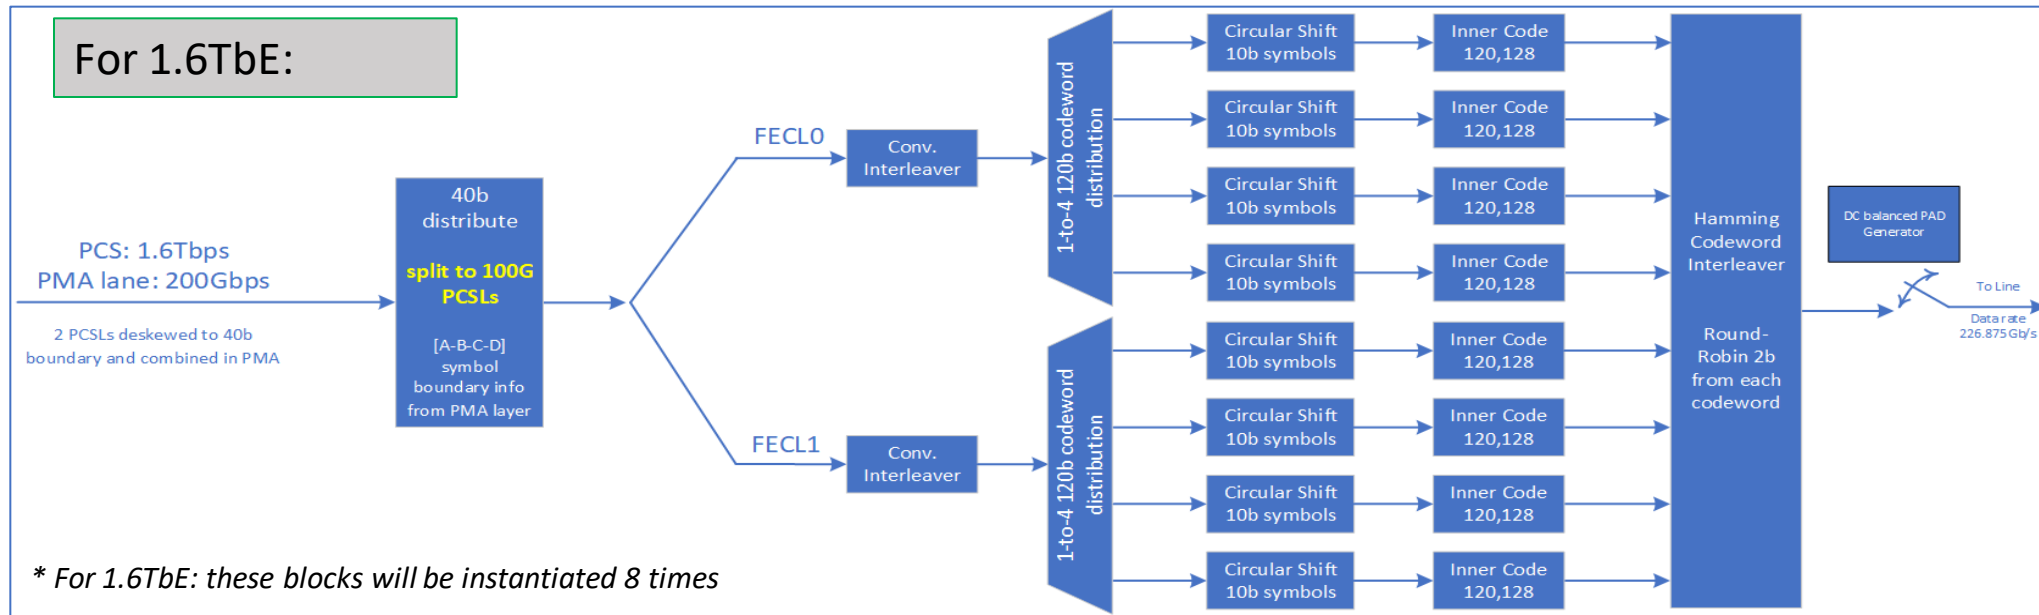 For 1.6TbE:
PCS: 1.6Tbps
PMA lane: 200Gbps
2 PCSLs deskewed to 40b
boundary and combined in PMA
40b
distribute
split to 100G
PCSLs
[A-B-C-D]
symbol
boundary info
from PMA layer
FECL0
Conv.
Interleaver
1-to-4 120b codeword
distribution
Circular Shift
10b symbols
Inner Code
120,128
Circular Shift
10b symbols
Inner Code
120,128
Circular Shift
10b symbols
Inner Code
120,128
Circular Shift
10b symbols
Inner Code
120,128
FECL1
Conv.
Interleaver
1-to-4 120b codeword
distribution
Circular Shift
10b symbols
Inner Code
120,128
Circular Shift
10b symbols
Inner Code
120,128
Circular Shift
10b symbols
Inner Code
120,128
Circular Shift
10b symbols
Inner Code
120,128
Hamming
Codeword
Interleaver
Round-
Robin 2b
from each
codeword
DC balanced PAD
Generator
To Line
Data rate
226.875Gb/s
* For 1.6TbE: these blocks will be instantiated 8 times